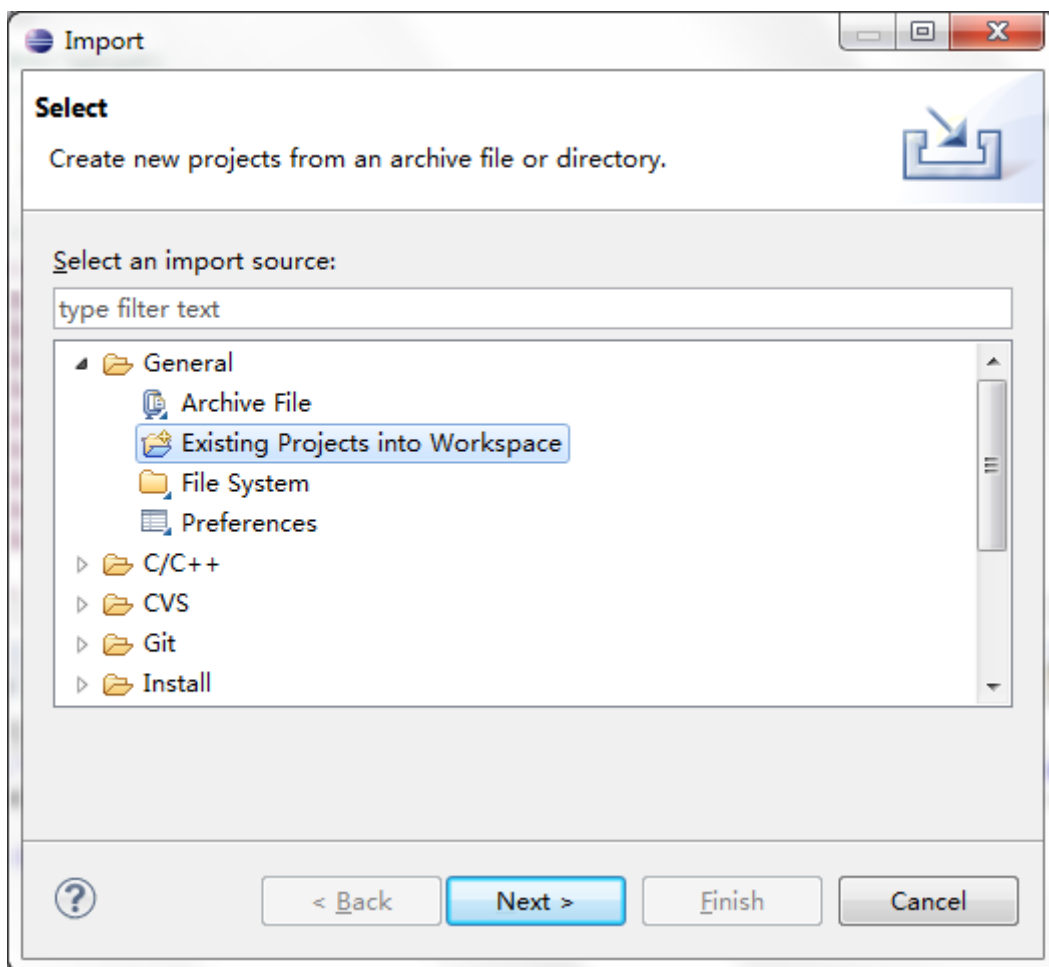 Import
Select
Create new projects from an archive file or directory.
Select an import source:
type filter text
General
Archive File
Existing Projects into Workspace
File System
Preferences
C/C++
CVS
Git
Install
?
< Back
Next >
Finish
Cancel